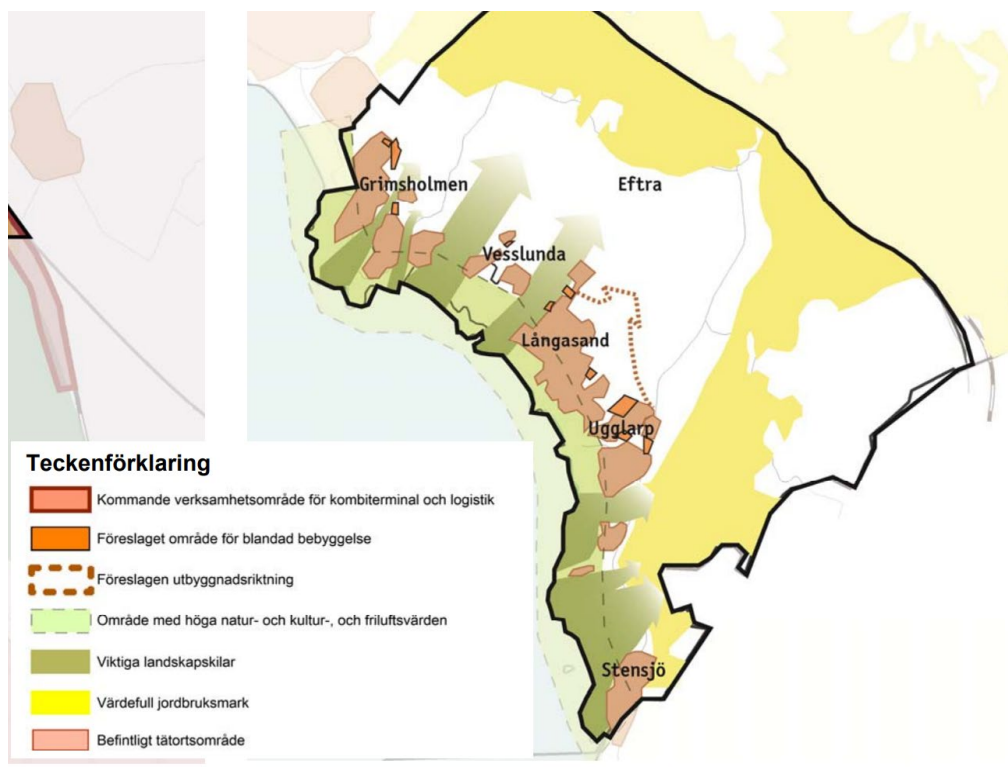 Grimsholmen
Eftra
Vesslunda
Långasand
Ugglarp
Stensjö
Teckenförklaring
Kommande verksamhetsområde för kombiterminal och logistik
Föreslaget område för blandad bebyggelse
Föreslagen utbyggnadsriktning
Område med höga natur- och kultur-, och friluftsvärden
Viktiga landskapskilar
Värdefull jordbruksmark
Befintligt tätortsområde